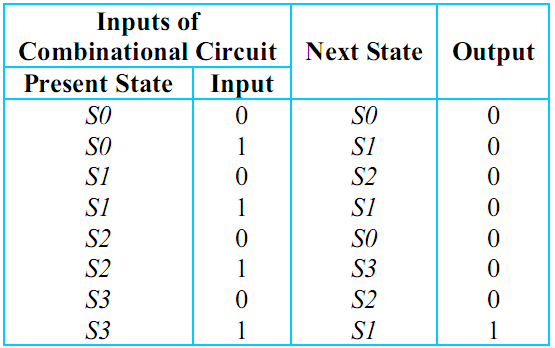 Inputs of
Combinational Circuit Next State Output
Present State Input
S0 0 S0 0
S0 1 S1 0
S1 0 S2 0
S1 1 S1 0
S2 0 S0 0
S2 1 S3 0
S3 0 S2 0
S3 1 S1 1